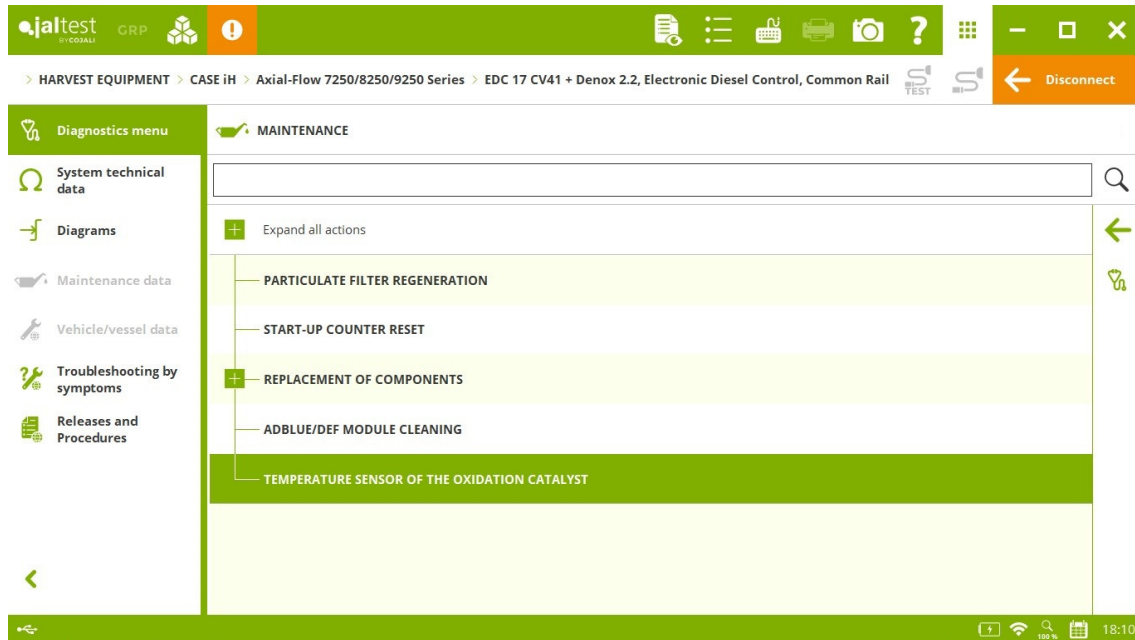 jaltest GRP
BY COJALI
> HARVEST EQUIPMENT > CASE iH > Axial-Flow 7250/8250/9250 Series > EDC 17 CV41 + Denox 2.2, Electronic Diesel Control, Common Rail
TEST
Disconnect
Diagnostics menu
System technical
data
Diagrams
Maintenance data
Vehicle/vessel data
Troubleshooting by
symptoms
Releases and
Procedures
MAINTENANCE
Expand all actions
PARTICULATE FILTER REGENERATION
START-UP COUNTER RESET
REPLACEMENT OF COMPONENTS
ADBLUE/DEF MODULE CLEANING
TEMPERATURE SENSOR OF THE OXIDATION CATALYST
100 %
18:10